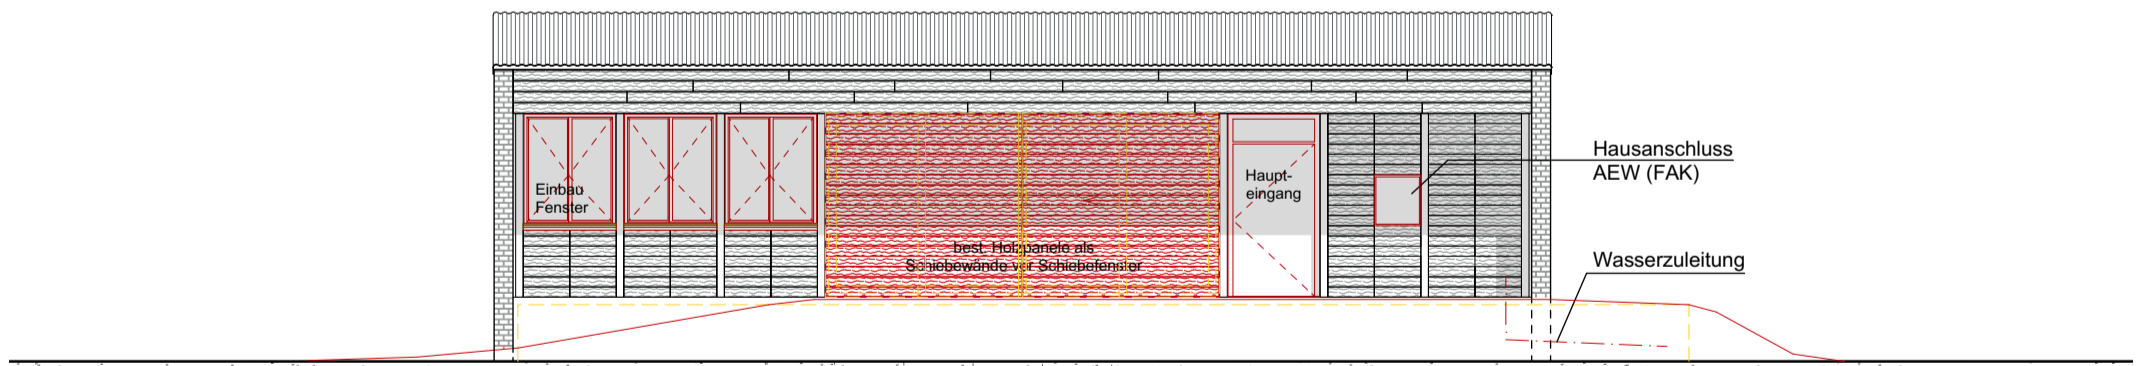 Einbau
Fenster
best. Holzpanele als
Schiebewände vor Schiebefenster
Haupt-
eingang
Hausanschluss
AEW (FAK)
Wasserzuleitung